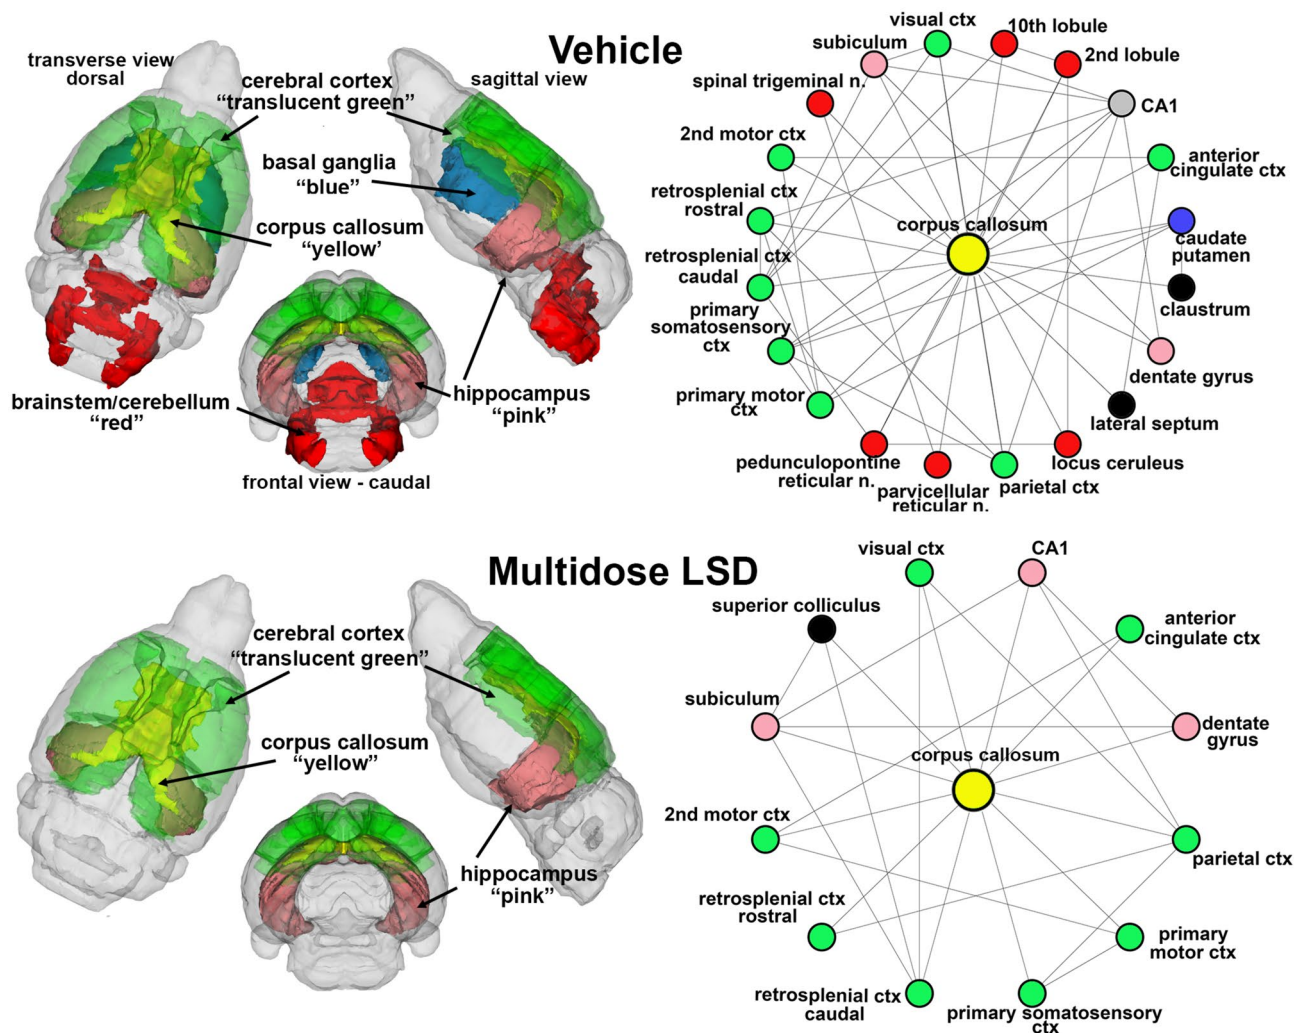 Vehicle
transverse view
dorsal
cerebral cortex
“translucent green”
sagittal view
basal ganglia
“blue”
corpus callosum
“yellow’
brainstem/cerebellum
“red”
hippocampus
“pink”
frontal view - caudal
visual ctx
10th lobule
subiculum
2nd lobule
spinal trigeminal n.
CA1
2nd motor ctx
anterior
cingulate ctx
retrosplenial ctx
rostral
corpus callosum
caudate
putamen
retrosplenial ctx
caudal
claustrum
primary
somatosensory
ctx
dentate gyrus
primary motor
ctx
lateral septum
pedunculopontine
reticular n.
parvicellular
reticular n.
parietal ctx
locus ceruleus
Multidose LSD
cerebral cortex
“translucent green”
corpus callosum
“yellow”
hippocampus
“pink”
visual ctx
CA1
superior colliculus
anterior
cingulate ctx
subiculum
dentate
gyrus
corpus callosum
2nd motor ctx
parietal ctx
retrosplenial ctx
rostral
primary
motor ctx
retrosplenial ctx
caudal
primary somatosensory
ctx